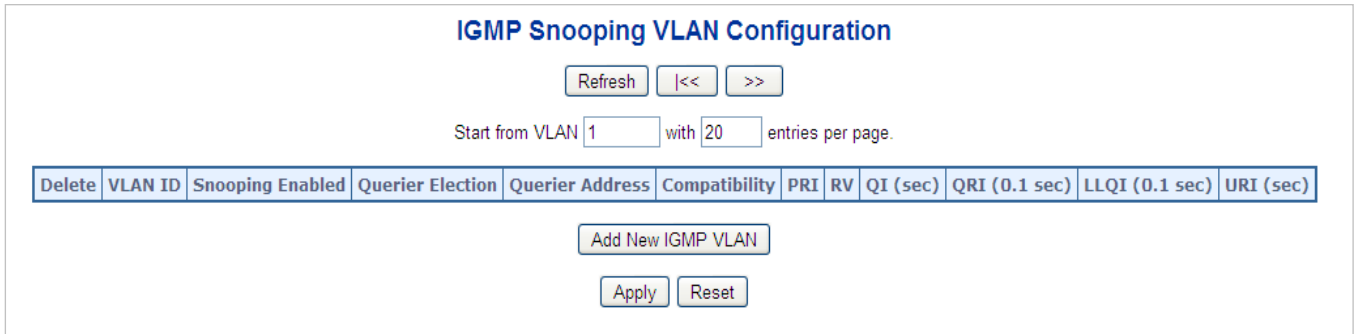 IGMP Snooping VLAN Configuration
Refresh |<< >>
Start from VLAN 1 with 20 entries per page.
Delete VLAN ID Snooping Enabled Querier Election Querier Address Compatibility PRI RV QI (sec) QRI (0.1 sec) LLQI (0.1 sec) URI (sec)
Add New IGMP VLAN
Apply Reset